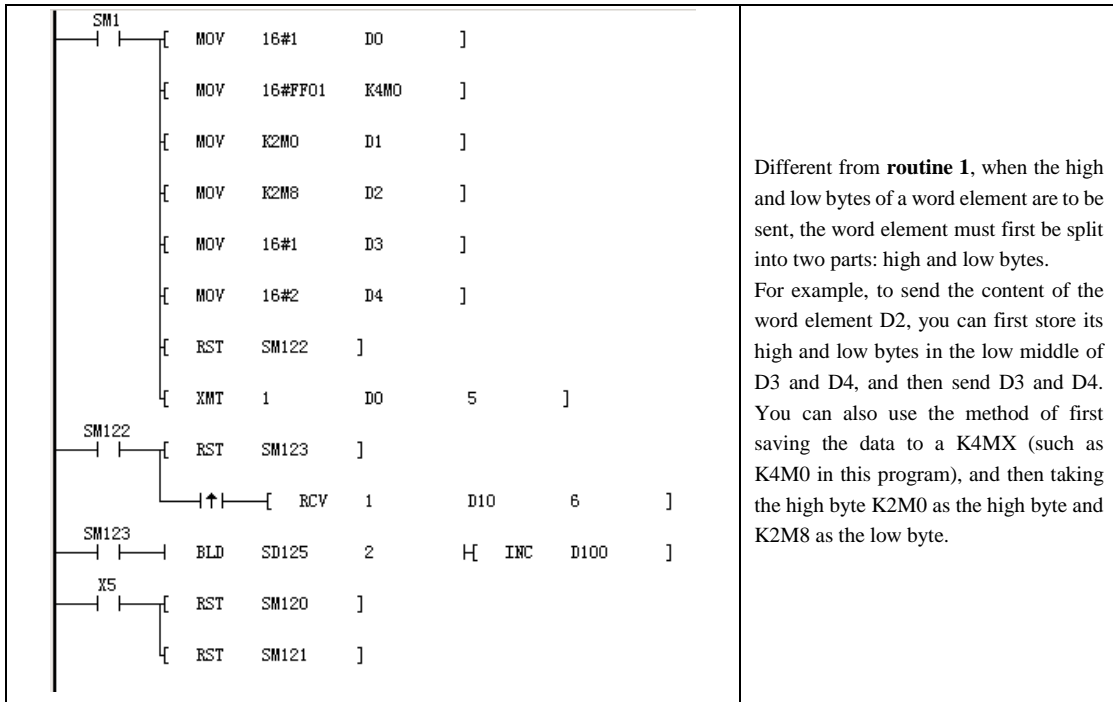 SM1
[ MOV 16#1 D0 ]
[ MOV 16#FF01 K4M0 ]
[ MOV K2M0 D1 ]
[ MOV K2M8 D2 ]
[ MOV 16#1 D3 ]
[ MOV 16#2 D4 ]
[ RST SM122 ]
[ XMT 1 D0 5 ]
SM122
[ RST SM123 ]
[ RCV 1 D10 6 ]
SM123
BLD SD125 2 [ INC D100 ]
X5
[ RST SM120 ]
[ RST SM121 ]
Different from routine 1, when the high
and low bytes of a word element are to be
sent, the word element must first be split
into two parts: high and low bytes.
For example, to send the content of the
word element D2, you can first store its
high and low bytes in the low middle of
D3 and D4, and then send D3 and D4.
You can also use the method of first
saving the data to a K4MX (such as
K4M0 in this program), and then taking
the high byte K2M0 as the high byte and
K2M8 as the low byte.